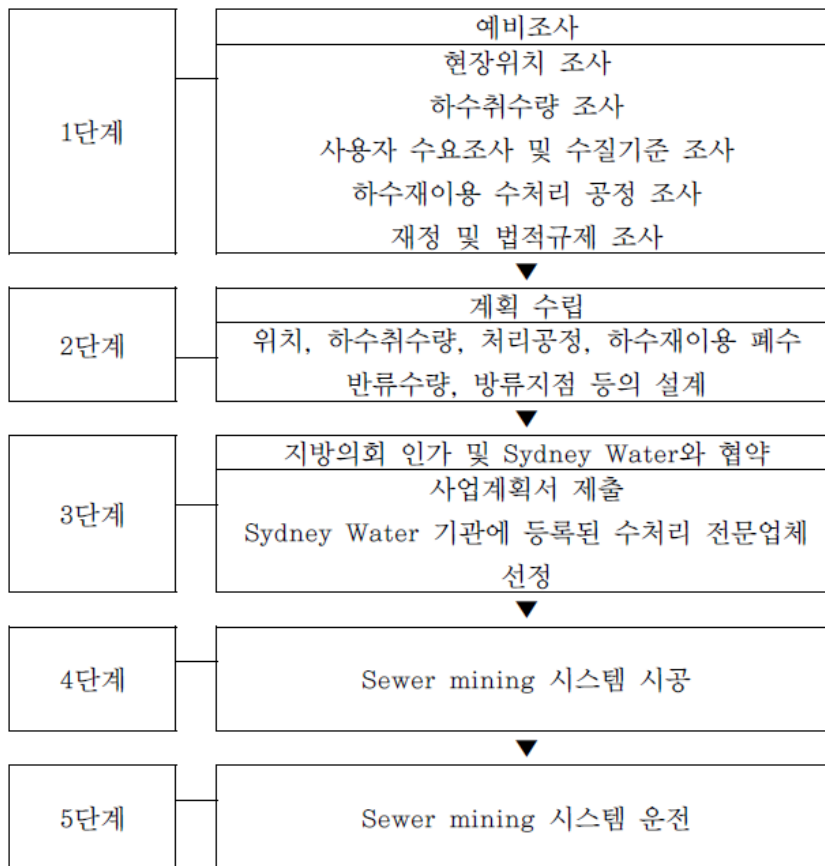 1단계
예비조사
현장위치 조사
하수취수량 조사
사용자 수요조사 및 수질기준 조사
하수재이용 수처리 공정 조사
재정 및 법적규제 조사
▼
2단계
계획 수립
위치, 하수취수량, 처리공정, 하수재이용 폐수
반류수량, 방류지점 등의 설계
▼
3단계
지방의회 인가 및 Sydney Water와 협약
사업계획서 제출
Sydney Water 기관에 등록된 수처리 전문업체
선정
▼
4단계
Sewer mining 시스템 시공
▼
5단계
Sewer mining 시스템 운전